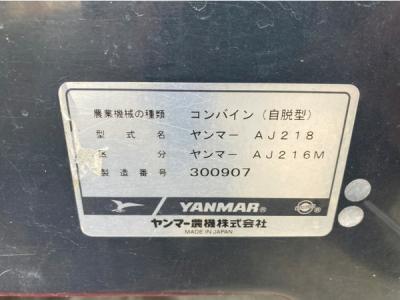 農業機械の種類 コンバイン(自脱型)
型式名 ヤンマー AJ218
区分 ヤンマー AJ216M
製造番号 300907
YANMAR®
ヤンマー農機株式会社
MADE IN JAPAN